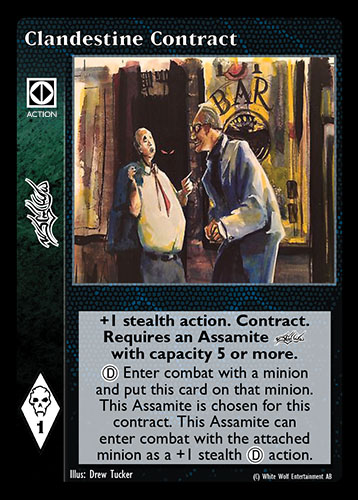 Clandestine Contract
ACTION
BAR
+1 stealth action. Contract.
Requires an Assamite
with capacity 5 or more.
Ⓓ Enter combat with a minion
and put this card on that minion.
This Assamite is chosen for this
contract. This Assamite can
enter combat with the attached
minion as a +1 stealth Ⓓ action.
1
Illus: Drew Tucker
(C) White Wolf Entertainment AB